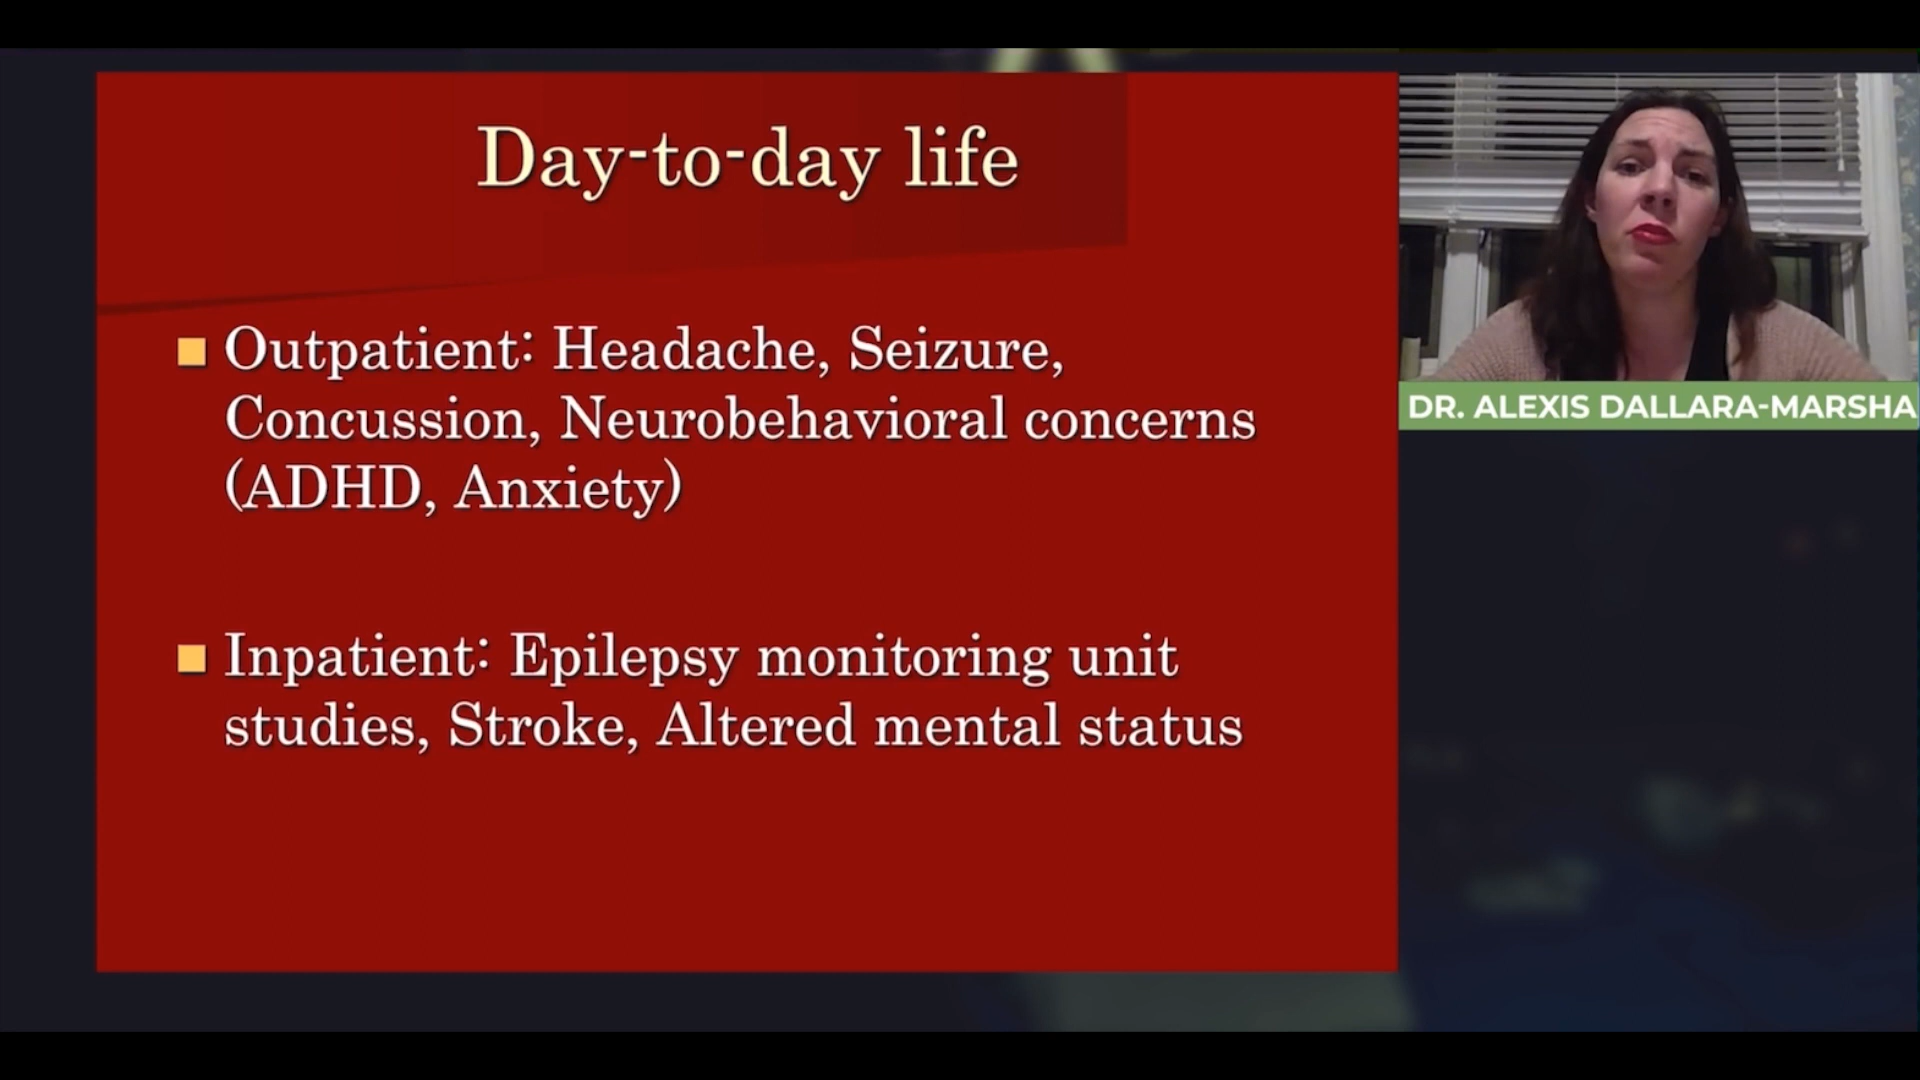 Day-to-day life
Outpatient: Headache, Seizure,
Concussion, Neurobehavioral concerns
(ADHD, Anxiety)
Inpatient: Epilepsy monitoring unit
studies, Stroke, Altered mental status
DR. ALEXIS DALLARA-MARSHA